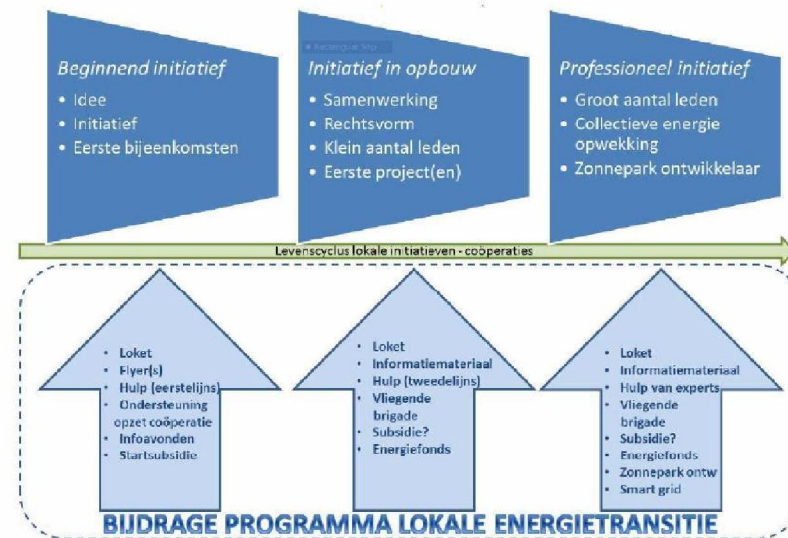 Beginnend initiatief
• Idee
• Initiatief
• Eerste bijeenkomsten
Initiatief in opbouw
• Samenwerking
• Rechtsvorm
• Klein aantal leden
• Eerste project(en)
Professioneel initiatief
• Groot aantal leden
• Collectieve energie
opwekking
• Zonnepark ontwikkelaar
Levenscyclus lokale initiatieven - coöperaties
• Loket
• Flyer(s)
• Hulp (eerstelijns)
• Ondersteuning
opzet coöperatie
• Infoavonden
• Startsubsidie
• Loket
• Informatiemateriaal
• Hulp (tweedelijns)
• Vliegende
brigade
• Subsidie?
• Energiefonds
• Loket
• Informatiemateriaal
• Hulp van experts
• Vliegende
brigade
• Subsidie?
• Energiefonds
• Zonnepark ontw
• Smart grid
BIJDRAGE PROGRAMMA LOKALE ENERGIETRANSITIE